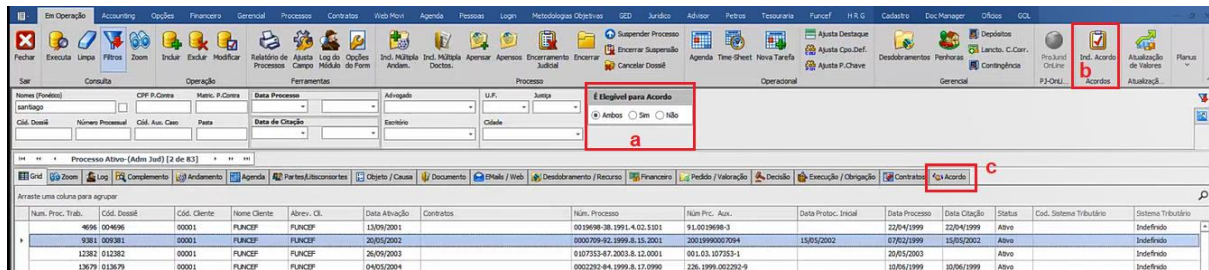 Em Operação Accounting Opções Financeiro Gerencial Processos Contratos Web Movi Agenda Pessoas Login Metodologias Objetivas GED Jurídico Advisor Petros Tesouraria Funcef H R G Cadastro Doc Manager Ofícios GOL
Suspender Processo Ajusta Destaque Depósitos
Encerrar Suspensão Ajusta Cpo.Def. Lancto. C.Corr.
Cancelar Dossiê Ajusta P.Chave Contingência
Fechar Executa Limpa Filtros Zoom Incluir Excluir Modificar Relatório de Processos Ajusta Campo Log do Módulo Opções do Form Ind. Múltipla Andam. Ind. Múltipla Doctos. Apensar Apensos Encerramento Judicial Encerrar Agenda Time-Sheet Nova Tarefa Desdobramentos Penhoras ProJurid OnLine Ind. Acordo Atualização de Valores Planus
b
Sair Consulta Operação Ferramentas Processo Operacional Gerencial PJ-OnLi... Acordos Atualizaçã...
Nomes (Fonético) CPF P.Contra Matric. P.Contra Data Processo Advogado U.F. Justiça É Elegível para Acordo
santiago
Ambos Sim Não
Cód. Dossiê Número Processual Cód. Aux. Caso Pasta Data de Citação Escritório Cidade
a
Processo Ativo-(Adm Jud) [2 de 83]
c
Grid Zoom Log Complemento Andamento Agenda Partes/Litisconsortes Objeto / Causa Documento EMails / Web Desdobramento / Recurso Financeiro Pedido / Valoração Decisão Execução / Obrigação Contratos Acordo
Arraste uma coluna para agrupar
Num. Proc. Trab. Cód. Dossiê Cód. Cliente Nome Cliente Abrev. Cli. Data Ativação Contratos Núm. Processo Núm Prc. Aux. Data Protoc. Inicial Data Processo Data Citação Status Cod. Sistema Tributário Sistema Tributário
4696 004696 00001 FUNCEF FUNCEF 13/09/2001 0019698-38.1991.4.02.5101 91.0019698-3 22/04/1999 22/04/1999 Ativo Indefinido
9381 009381 00001 FUNCEF FUNCEF 20/05/2002 0000709-92.1999.8.15.2001 20019990007094 15/05/2002 07/02/1999 15/05/2002 Ativo Indefinido
12382 012382 00001 FUNCEF FUNCEF 26/09/2003 0107353-87.2003.8.12.0001 001.03.107353-1 20/05/2003 Ativo Indefinido
13679 013679 00001 FUNCEF FUNCEF 04/05/2004 0002292-84.1999.8.17.0990 226.1999.002292-9 10/06/1999 10/06/1999 Ativo Indefinido